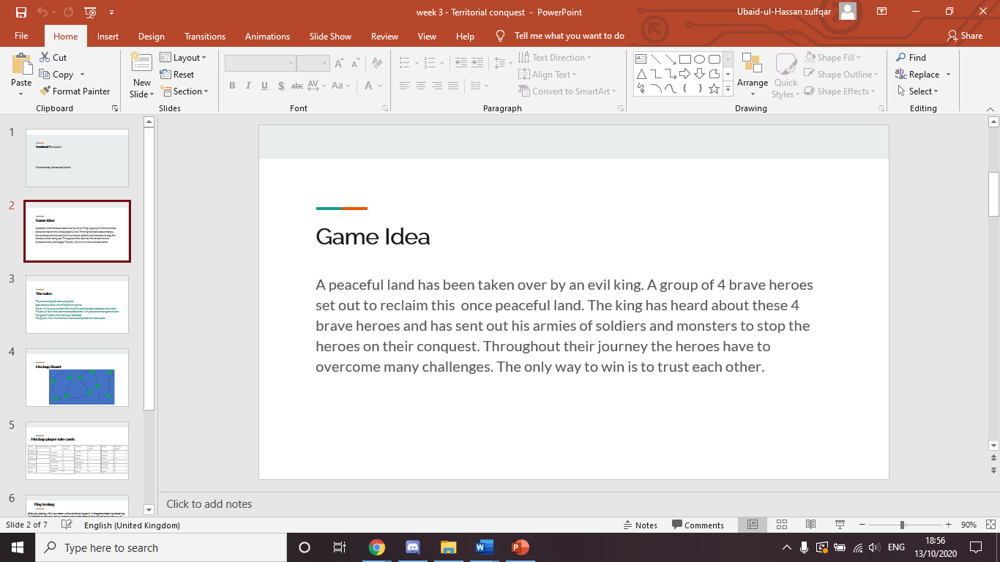 week 3 - Territorial conquest - PowerPoint
Ubaid-ul-Hassan zulfqar
File Home Insert Design Transitions Animations Slide Show Review View Help Tell me what you want to do Share
Paste
Cut
Copy
Format Painter
Clipboard
New Slide
Layout
Reset
Section
Slides
B I U S abc AV Aa A
Font
Text Direction
Align Text
Convert to SmartArt
Paragraph
Arrange
Quick Styles
Shape Fill
Shape Outline
Shape Effects
Drawing
Find
Replace
Select
Editing
1
Muhammed, James and Jamie
2
Game Idea
3
The rules
4
Mockup Board
5
Mockup player role cards
6
Play testing
Game Idea
A peaceful land has been taken over by an evil king. A group of 4 brave heroes
set out to reclaim this once peaceful land. The king has heard about these 4
brave heroes and has sent out his armies of soldiers and monsters to stop the
heroes on their conquest. Throughout their journey the heroes have to
overcome many challenges. The only way to win is to trust each other.
Click to add notes
Slide 2 of 7 English (United Kingdom) Notes Comments 90%
Type here to search
ENG
18:56
13/10/2020